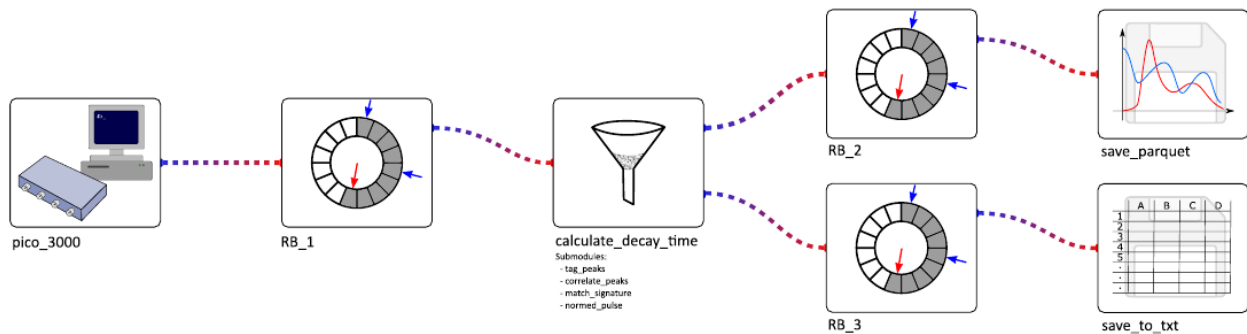 pico_3000
RB_1
calculate_decay_time
Submodules:
- tag_peaks
- correlate_peaks
- match_signature
- normed_pulse
RB_2
save_parquet
RB_3
A B C D
1
2
3
4
5
.
.
.
save_to_txt